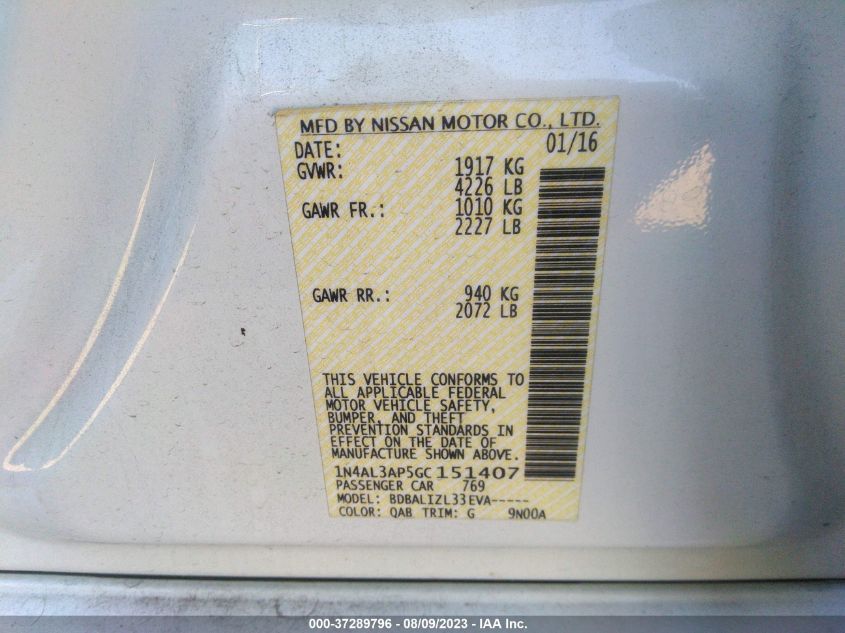 MFD BY NISSAN MOTOR CO., LTD.
DATE: 01/16
GVWR: 1917 KG
4226 LB
GAWR FR.: 1010 KG
2227 LB
GAWR RR.: 940 KG
2072 LB
THIS VEHICLE CONFORMS TO
ALL APPLICABLE FEDERAL
MOTOR VEHICLE SAFETY,
BUMPER, AND THEFT
PREVENTION STANDARDS IN
EFFECT ON THE DATE OF
MANUFACTURE SHOWN ABOVE.
1N4AL3AP5GC151407
PASSENGER CAR 769
MODEL: BDBALIZL33EVA-----
COLOR: QAB TRIM: G 9N00A
000-37289796 - 08/09/2023 - IAA Inc.